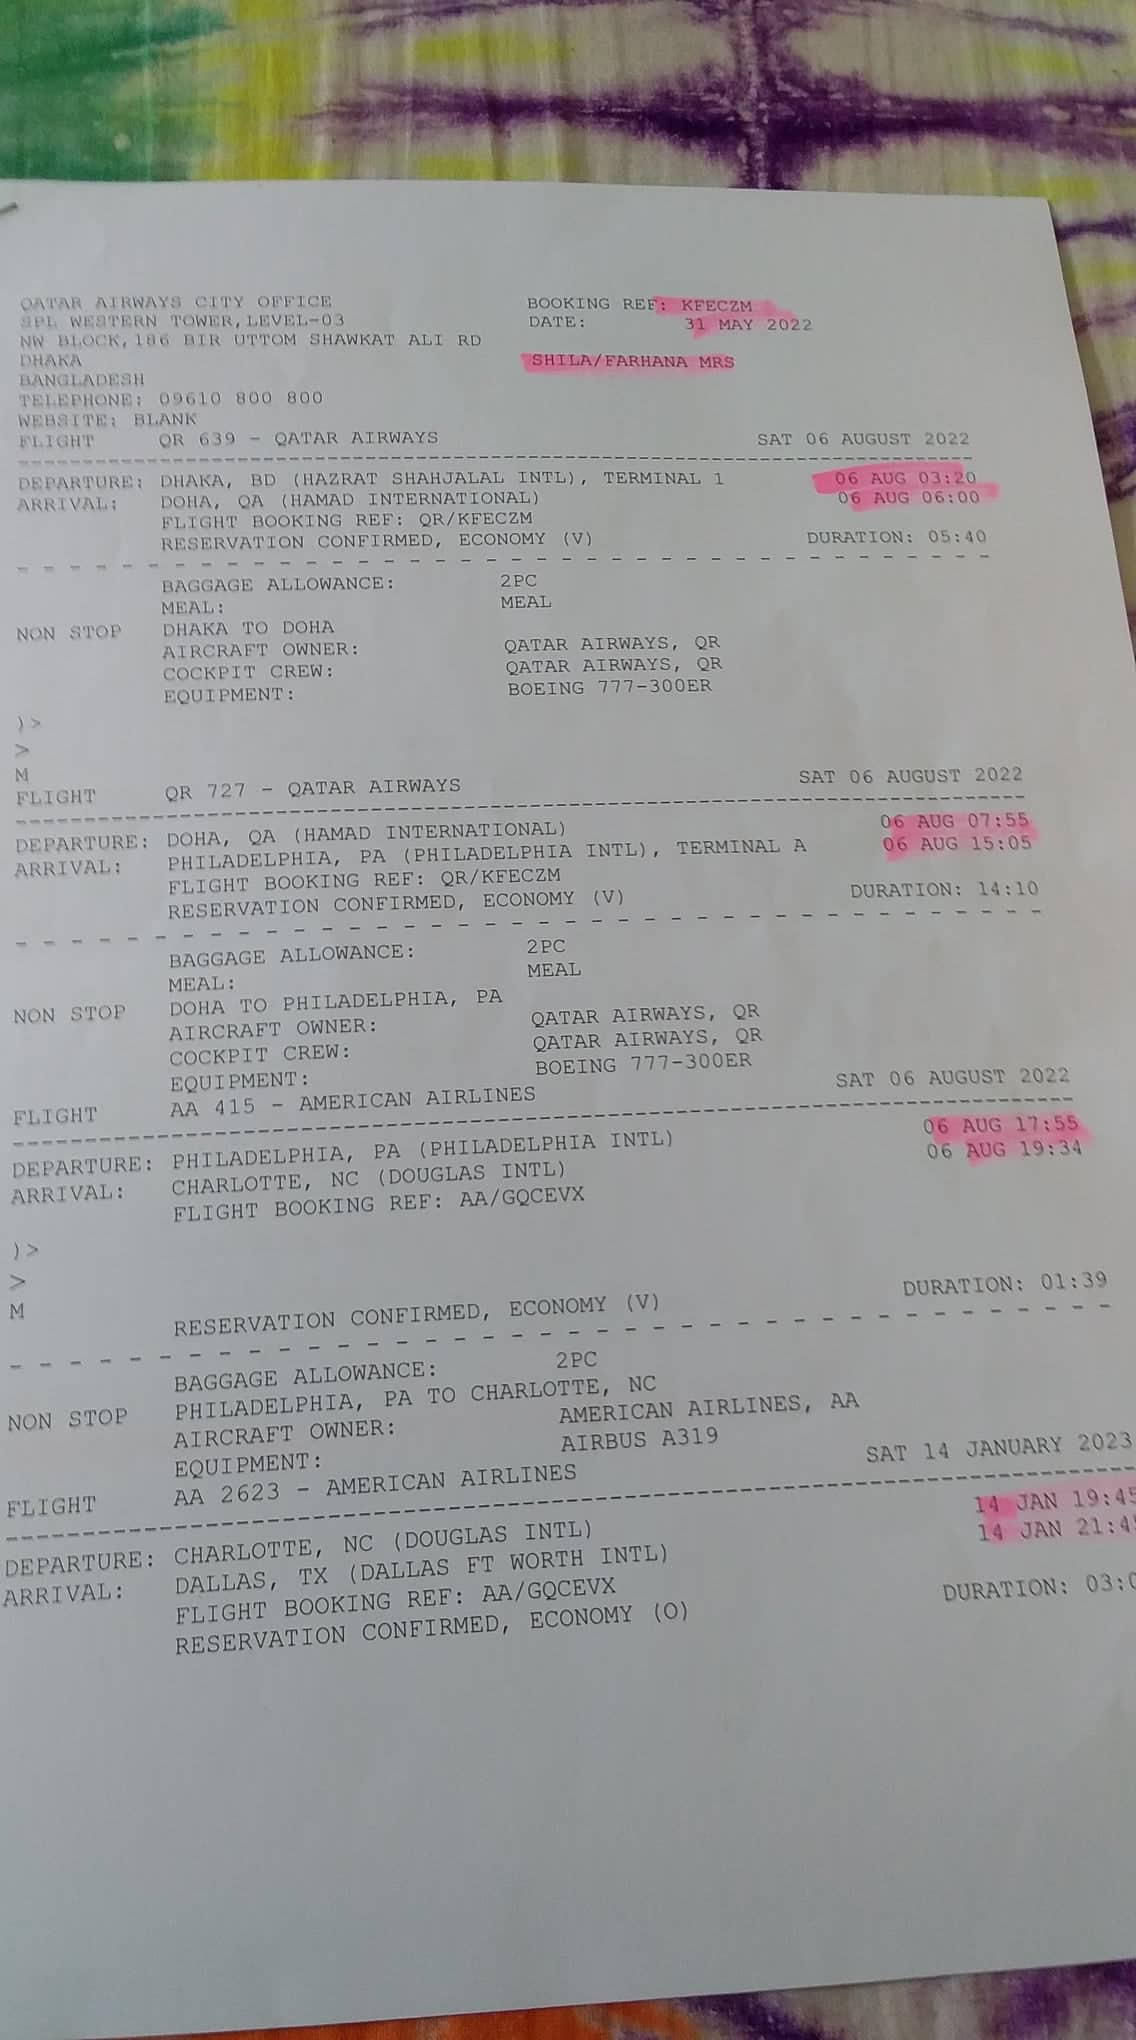 QATAR AIRWAYS CITY OFFICE
SPL WESTERN TOWER,LEVEL-03
NW BLOCK,186 BIR UTTOM SHAWKAT ALI RD
DHAKA
BANGLADESH
TELEPHONE: 09610 800 800
WEBSITE: BLANK
BOOKING REF: KFECZM
DATE: 31 MAY 2022
SHILA/FARHANA MRS
FLIGHT QR 639 - QATAR AIRWAYS SAT 06 AUGUST 2022
DEPARTURE: DHAKA, BD (HAZRAT SHAHJALAL INTL), TERMINAL 1 06 AUG 03:20
ARRIVAL: DOHA, QA (HAMAD INTERNATIONAL) 06 AUG 06:00
FLIGHT BOOKING REF: QR/KFECZM
RESERVATION CONFIRMED, ECONOMY (V) DURATION: 05:40
BAGGAGE ALLOWANCE: 2PC
MEAL: MEAL
NON STOP DHAKA TO DOHA
AIRCRAFT OWNER: QATAR AIRWAYS, QR
COCKPIT CREW: QATAR AIRWAYS, QR
EQUIPMENT: BOEING 777-300ER
)>
>
M
FLIGHT QR 727 - QATAR AIRWAYS SAT 06 AUGUST 2022
DEPARTURE: DOHA, QA (HAMAD INTERNATIONAL) 06 AUG 07:55
ARRIVAL: PHILADELPHIA, PA (PHILADELPHIA INTL), TERMINAL A 06 AUG 15:05
FLIGHT BOOKING REF: QR/KFECZM
RESERVATION CONFIRMED, ECONOMY (V) DURATION: 14:10
BAGGAGE ALLOWANCE: 2PC
MEAL: MEAL
NON STOP DOHA TO PHILADELPHIA, PA
AIRCRAFT OWNER: QATAR AIRWAYS, QR
COCKPIT CREW: QATAR AIRWAYS, QR
EQUIPMENT: BOEING 777-300ER
FLIGHT AA 415 - AMERICAN AIRLINES SAT 06 AUGUST 2022
DEPARTURE: PHILADELPHIA, PA (PHILADELPHIA INTL) 06 AUG 17:55
ARRIVAL: CHARLOTTE, NC (DOUGLAS INTL) 06 AUG 19:34
FLIGHT BOOKING REF: AA/GQCEVX
)>
>
M
RESERVATION CONFIRMED, ECONOMY (V) DURATION: 01:39
BAGGAGE ALLOWANCE: 2PC
NON STOP PHILADELPHIA, PA TO CHARLOTTE, NC
AIRCRAFT OWNER: AMERICAN AIRLINES, AA
EQUIPMENT: AIRBUS A319
FLIGHT AA 2623 - AMERICAN AIRLINES SAT 14 JANUARY 2023
DEPARTURE: CHARLOTTE, NC (DOUGLAS INTL) 14 JAN 19:45
ARRIVAL: DALLAS, TX (DALLAS FT WORTH INTL) 14 JAN
FLIGHT BOOKING REF: AA/GQCEVX
RESERVATION CONFIRMED, ECONOMY (O) DURATION: